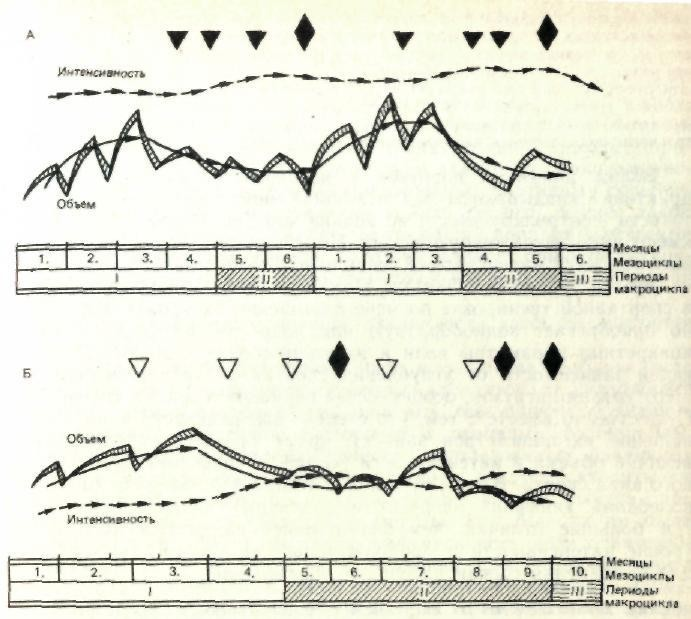 А
Интенсивность
Объем
Месяцы
1. 2. 3. 4. 5. 6. 1. 2. 3. 4. 5. 6. Мезоциклы
I II I II III Периоды
макроцикла
Б
Объем
Интенсивность
Месяцы
1. 2. 3. 4. 5. 6. 7. 8. 9. 10. Мезоциклы
I II III Периоды
макроцикла